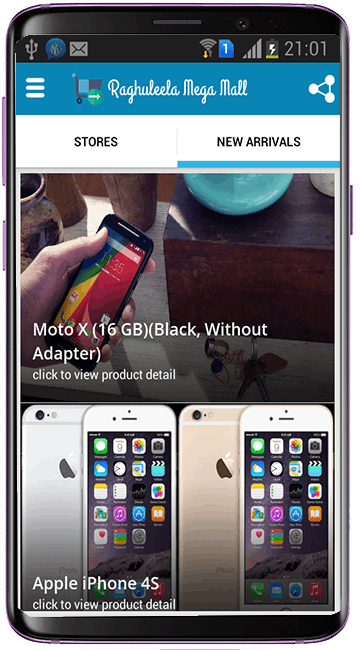 1 21:01
Raghuleela Mega Mall
STORES NEW ARRIVALS
Moto X (16 GB)(Black, Without
Adapter)
click to view product detail
Apple iPhone 4S
click to view product detail